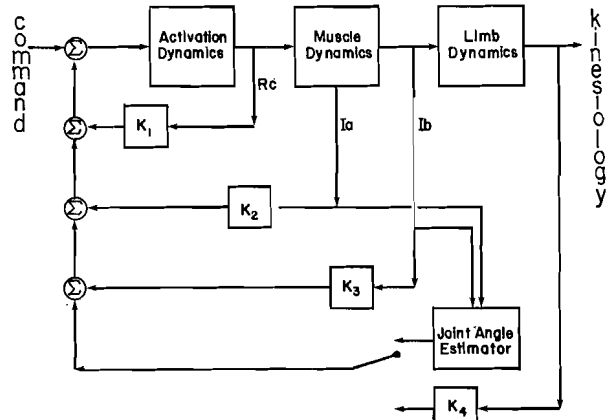 command
Σ
Activation
Dynamics
Muscle
Dynamics
Limb
Dynamics
kinesiology
Rc
Ia
Ib
Σ
K1
Σ
K2
Σ
K3
Joint Angle
Estimator
K4